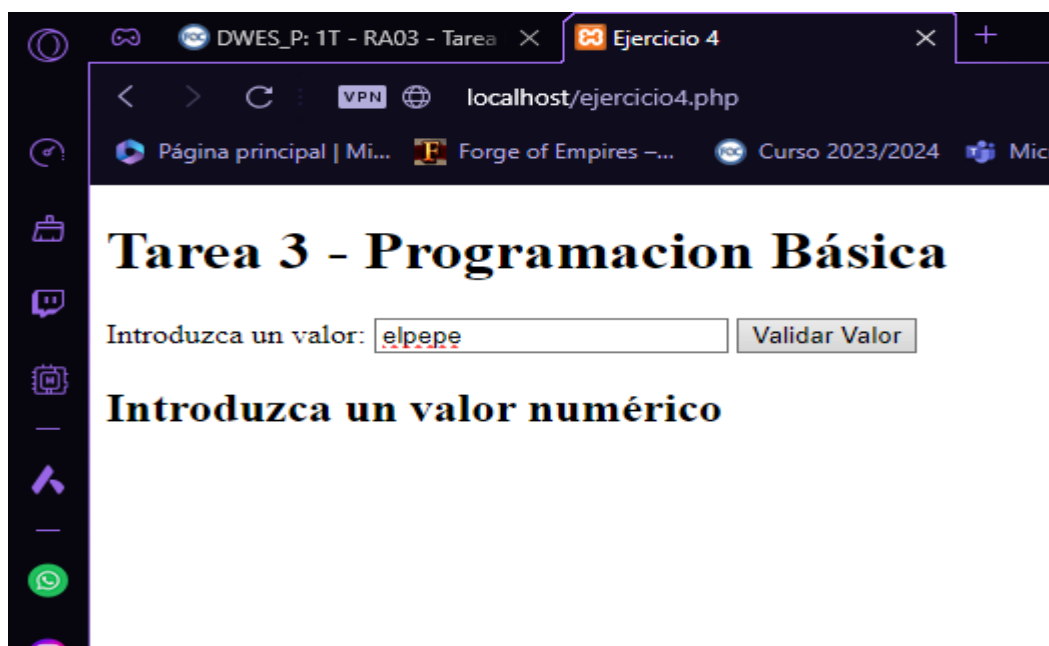 DWES_P: 1T - RA03 - Tarea
Ejercicio 4
VPN localhost/ejercicio4.php
Página principal | Mi... Forge of Empires –... FOC Curso 2023/2024 Mic
Tarea 3 - Programacion Básica
Introduzca un valor: elpepe Validar Valor
Introduzca un valor numérico